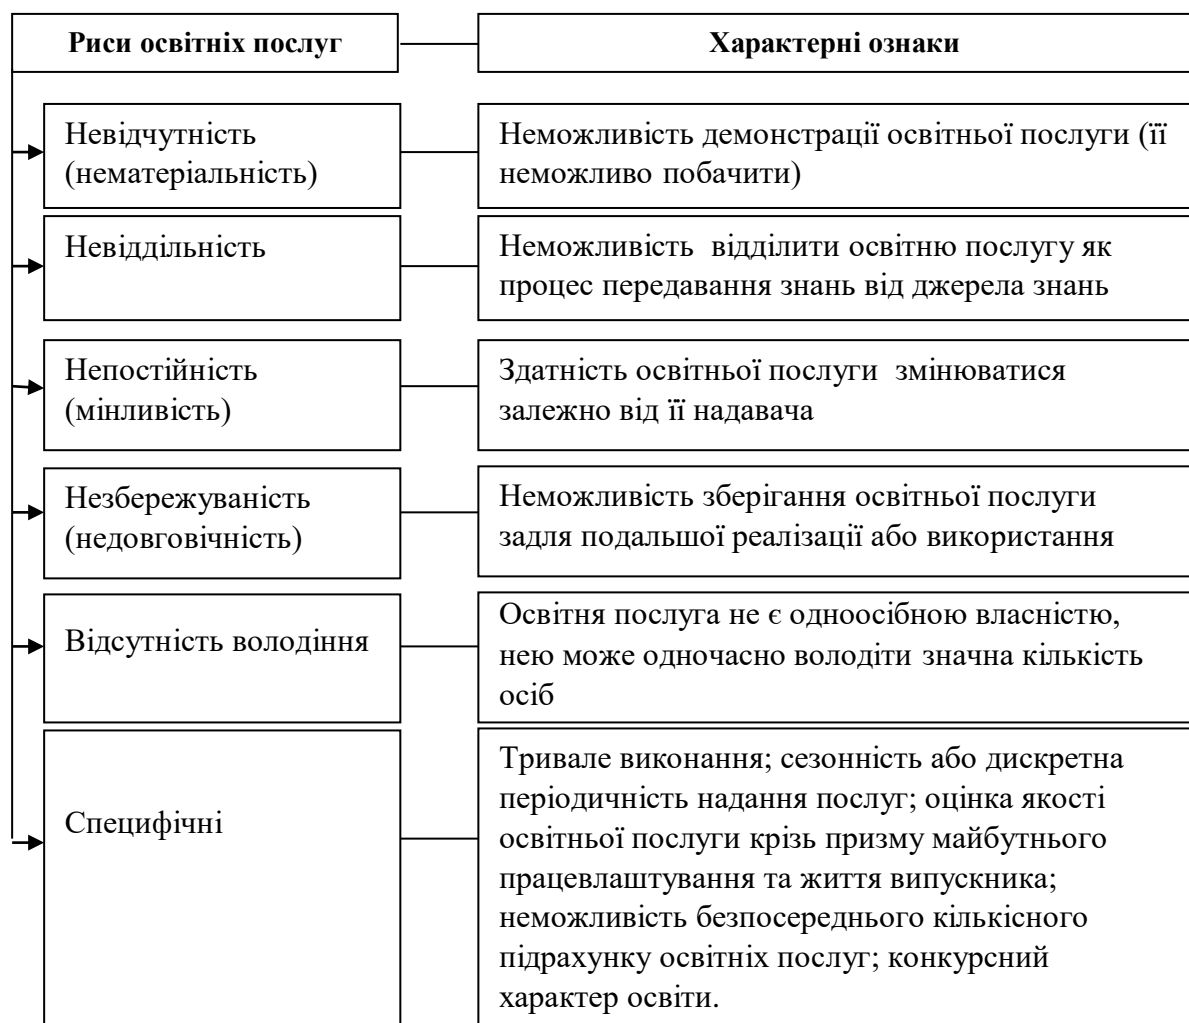 Риси освітніх послуг
Характерні ознаки
Невідчутність
(нематеріальність)
Неможливість демонстрації освітньої послуги (її
неможливо побачити)
Невіддільність
Неможливість відділити освітню послугу як
процес передавання знань від джерела знань
Непостійність
(мінливість)
Здатність освітньої послуги змінюватися
залежно від її надавача
Незбережуваність
(недовговічність)
Неможливість зберігання освітньої послуги
задля подальшої реалізації або використання
Відсутність володіння
Освітня послуга не є одноосібною власністю,
нею може одночасно володіти значна кількість
осіб
Специфічні
Тривале виконання; сезонність або дискретна
періодичність надання послуг; оцінка якості
освітньої послуги крізь призму майбутнього
працевлаштування та життя випускника;
неможливість безпосереднього кількісного
підрахунку освітніх послуг; конкурсний
характер освіти.